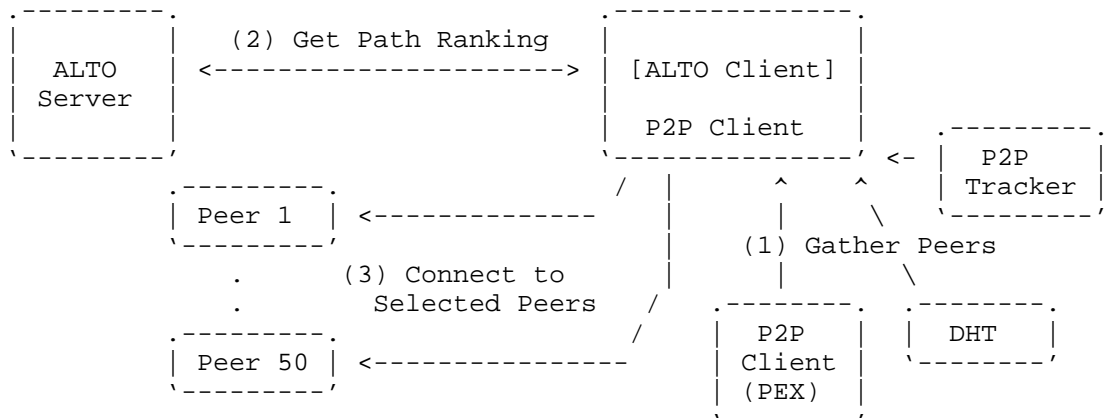 (2) Get Path Ranking
ALTO
Server
[ALTO Client]
P2P Client
P2P
Tracker
Peer 1
(1) Gather Peers
(3) Connect to
Selected Peers
Peer 50
P2P
Client
(PEX)
DHT